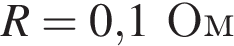 R = 0,1 Ом